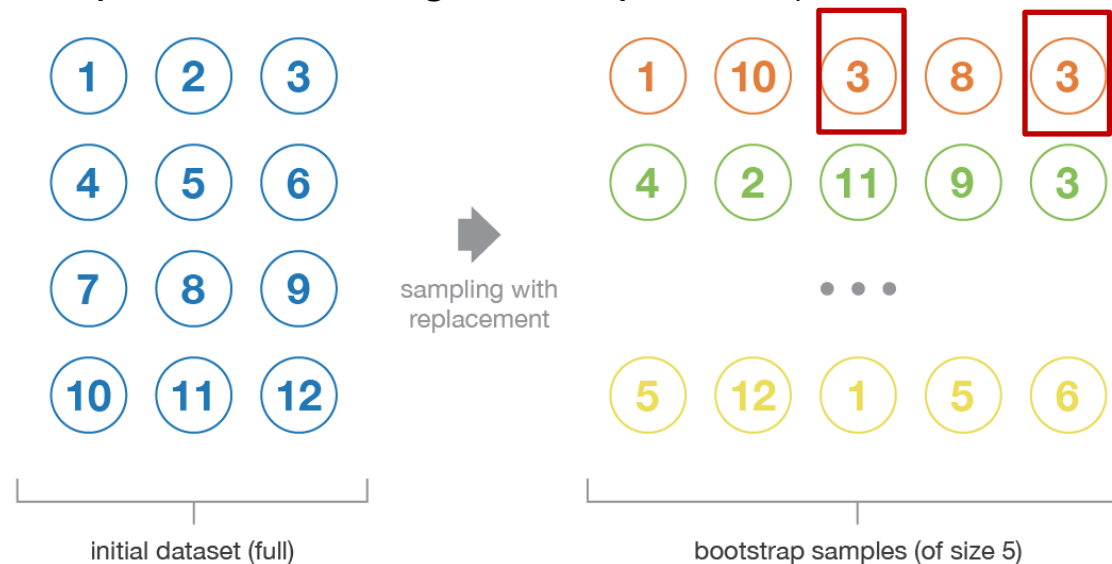 1 2 3
4 5 6
7 8 9
10 11 12
initial dataset (full)
sampling with
replacement
1 10 3 8 3
4 2 11 9 3
• • •
5 12 1 5 6
bootstrap samples (of size 5)